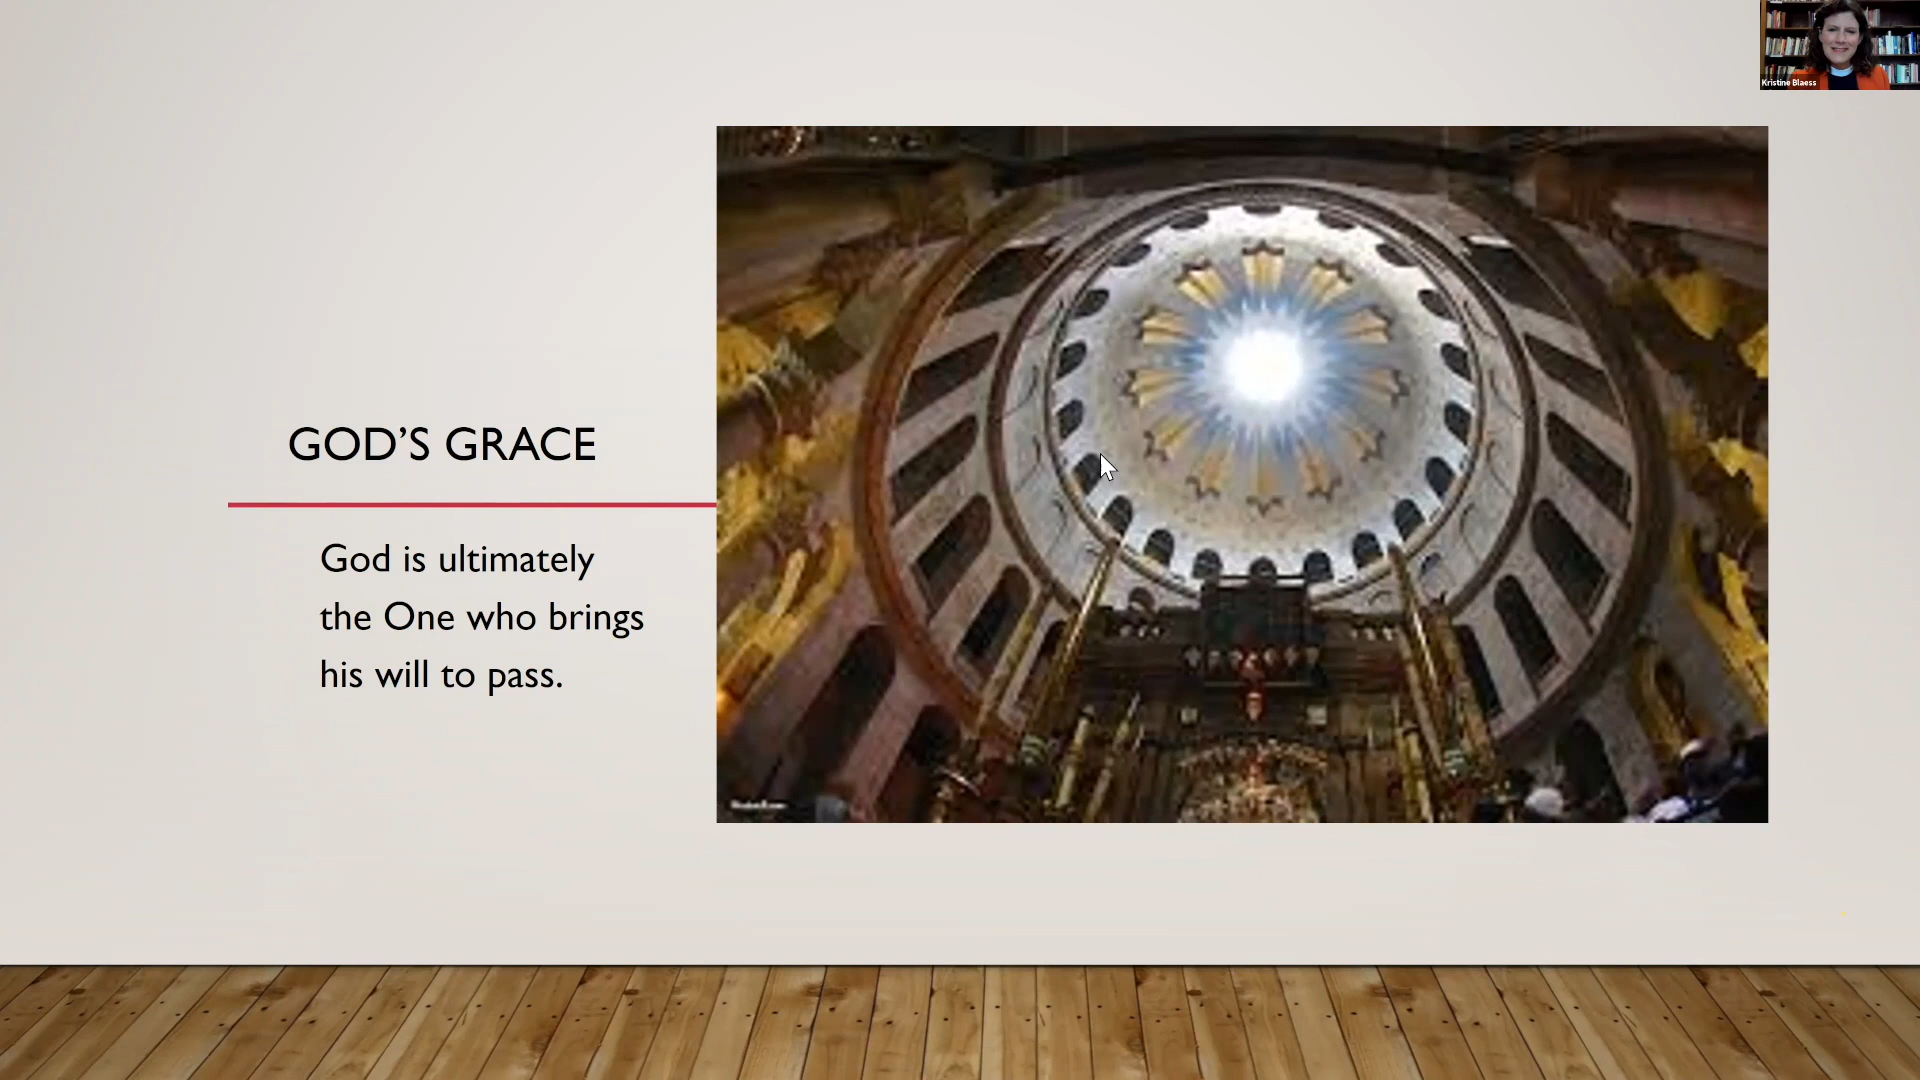 Kristine Blaess
GOD’S GRACE
God is ultimately
the One who brings
his will to pass.